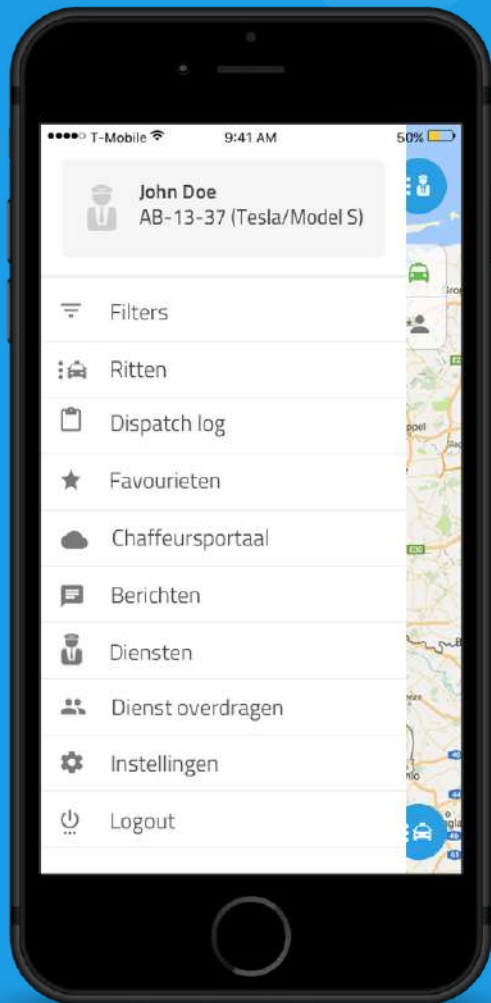 T-Mobile 9:41 AM 50%
John Doe
AB-13-37 (Tesla/Model S)
Filters
Ritten
Dispatch log
Favourieten
Chaffeursportaal
Berichten
Diensten
Dienst overdragen
Instellingen
Logout